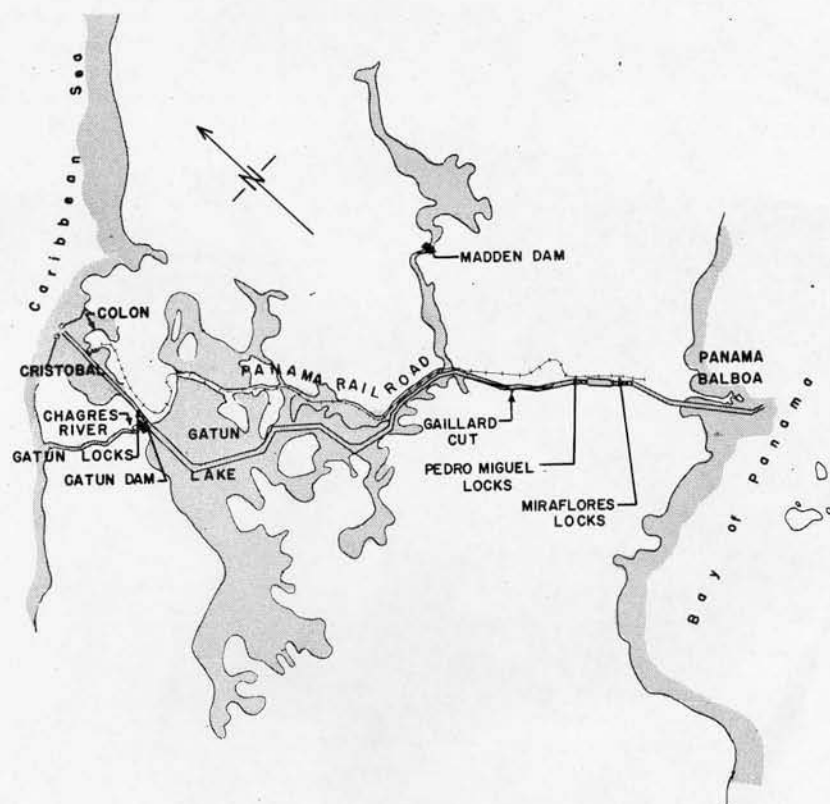 Caribbean Sea
N
MADDEN DAM
COLON
PANAMA RAILROAD
PANAMA
BALBOA
CRISTOBAL
CHAGRES
RIVER
GATUN
LAKE
GAILLARD
CUT
GATUN LOCKS
GATUN DAM
PEDRO MIGUEL
LOCKS
MIRAFLORES
LOCKS
Bay of Panama